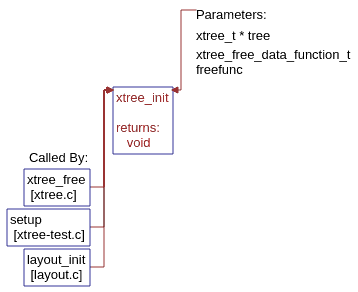 Parameters:
xtree_t * tree
xtree_free_data_function_t
freefunc
xtree_init
returns:
void
Called By:
xtree_free
[xtree.c]
setup
[xtree-test.c]
layout_init
[layout.c]